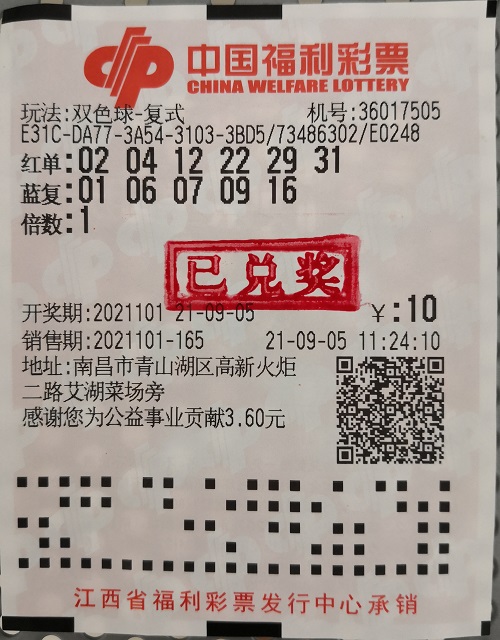 中国福利彩票
CHINA WELFARE LOTTERY
玩法:双色球-复式 机号:36017505
E31C-DA77-3A54-3103-3BD5/73486302/E0248
红单:02 04 12 22 29 31
蓝复:01 06 07 09 16
倍数:1
已兑奖
开奖期:2021101 21-09-05 ¥:10
销售期:2021101-165 21-09-05 11:24:10
地址:南昌市青山湖区高新火炬
二路艾湖菜场旁
感谢您为公益事业贡献3.60元
江西省福利彩票发行中心承销